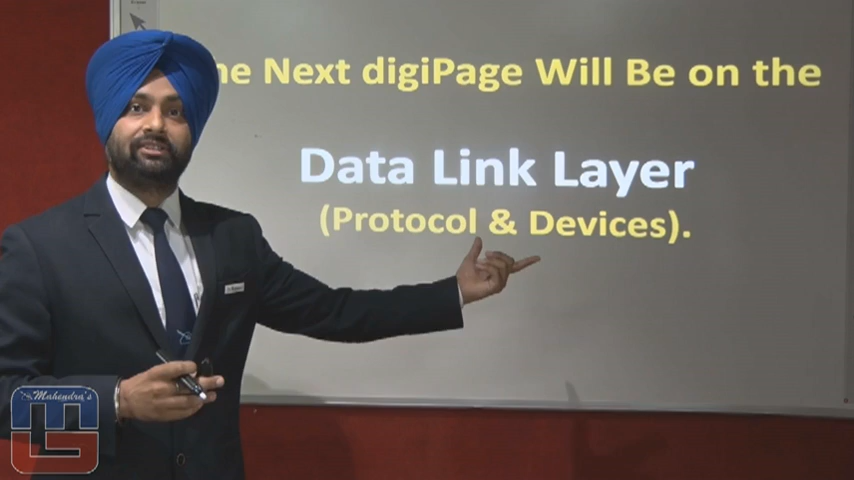 he Next digiPage Will Be on the
Data Link Layer
(Protocol & Devices).
Mahendra's